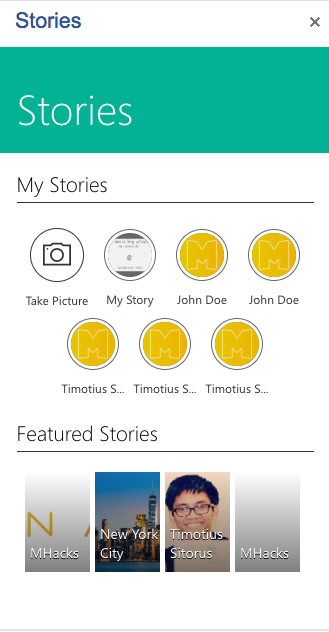 Stories
Stories
My Stories
Take Picture My Story John Doe John Doe
Timotius S... Timotius S... Timotius S...
Featured Stories
MHacks New York City Timotius Sitorus MHacks